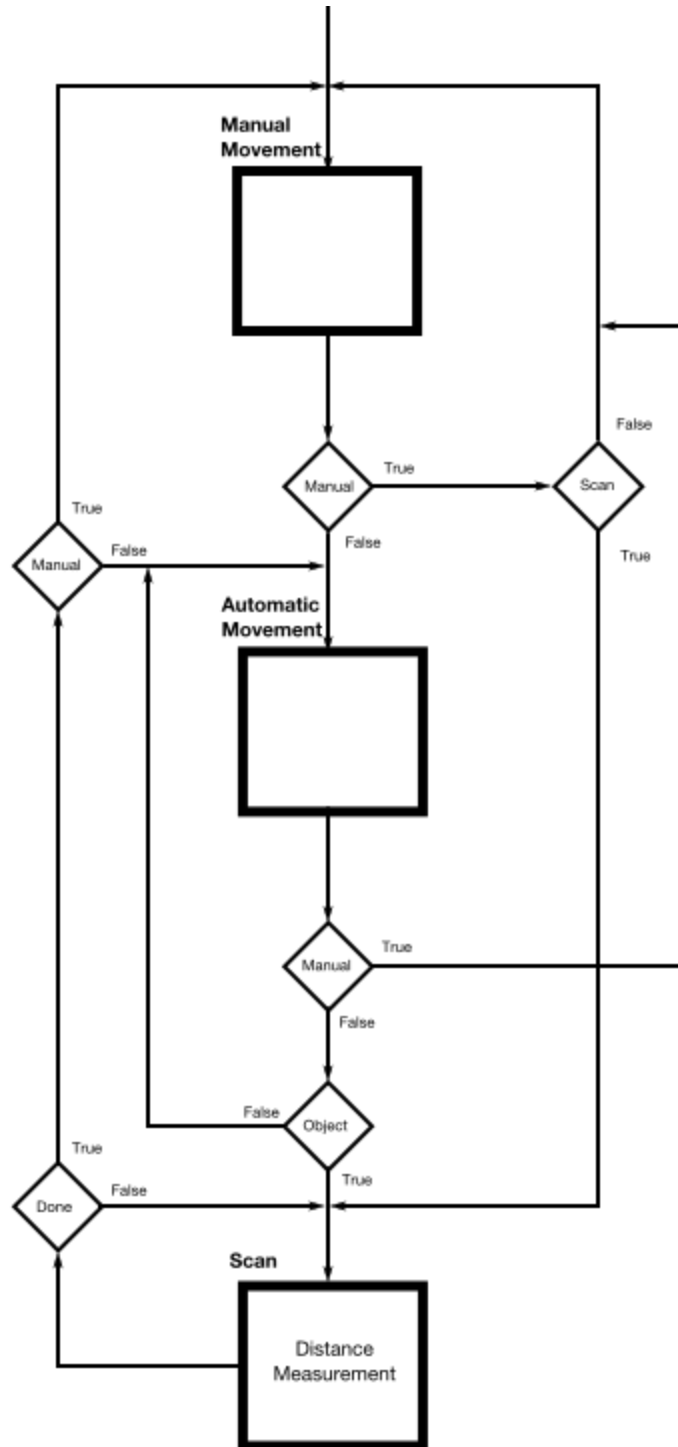 Manual
Movement
False
True
Manual
Scan
True
False
True
Manual
False
Automatic
Movement
True
Manual
False
False
Object
True
True
False
Done
Scan
Distance
Measurement